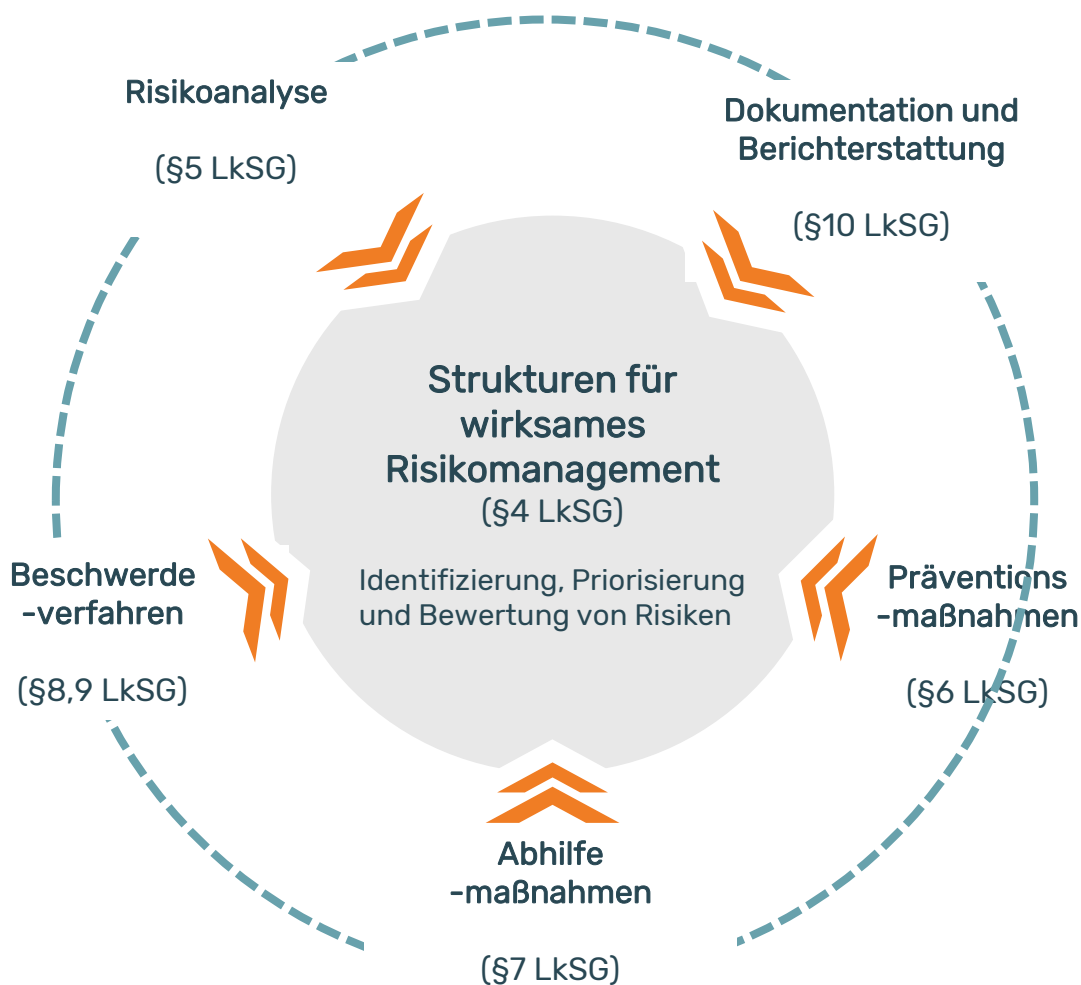 Risikoanalyse
(§5 LkSG)
Dokumentation und
Berichterstattung
(§10 LkSG)
Strukturen für
wirksames
Risikomanagement
(§4 LkSG)
Identifizierung, Priorisierung
und Bewertung von Risiken
Beschwerde
-verfahren
(§8,9 LkSG)
Präventions
-maßnahmen
(§6 LkSG)
Abhilfe
-maßnahmen
(§7 LkSG)